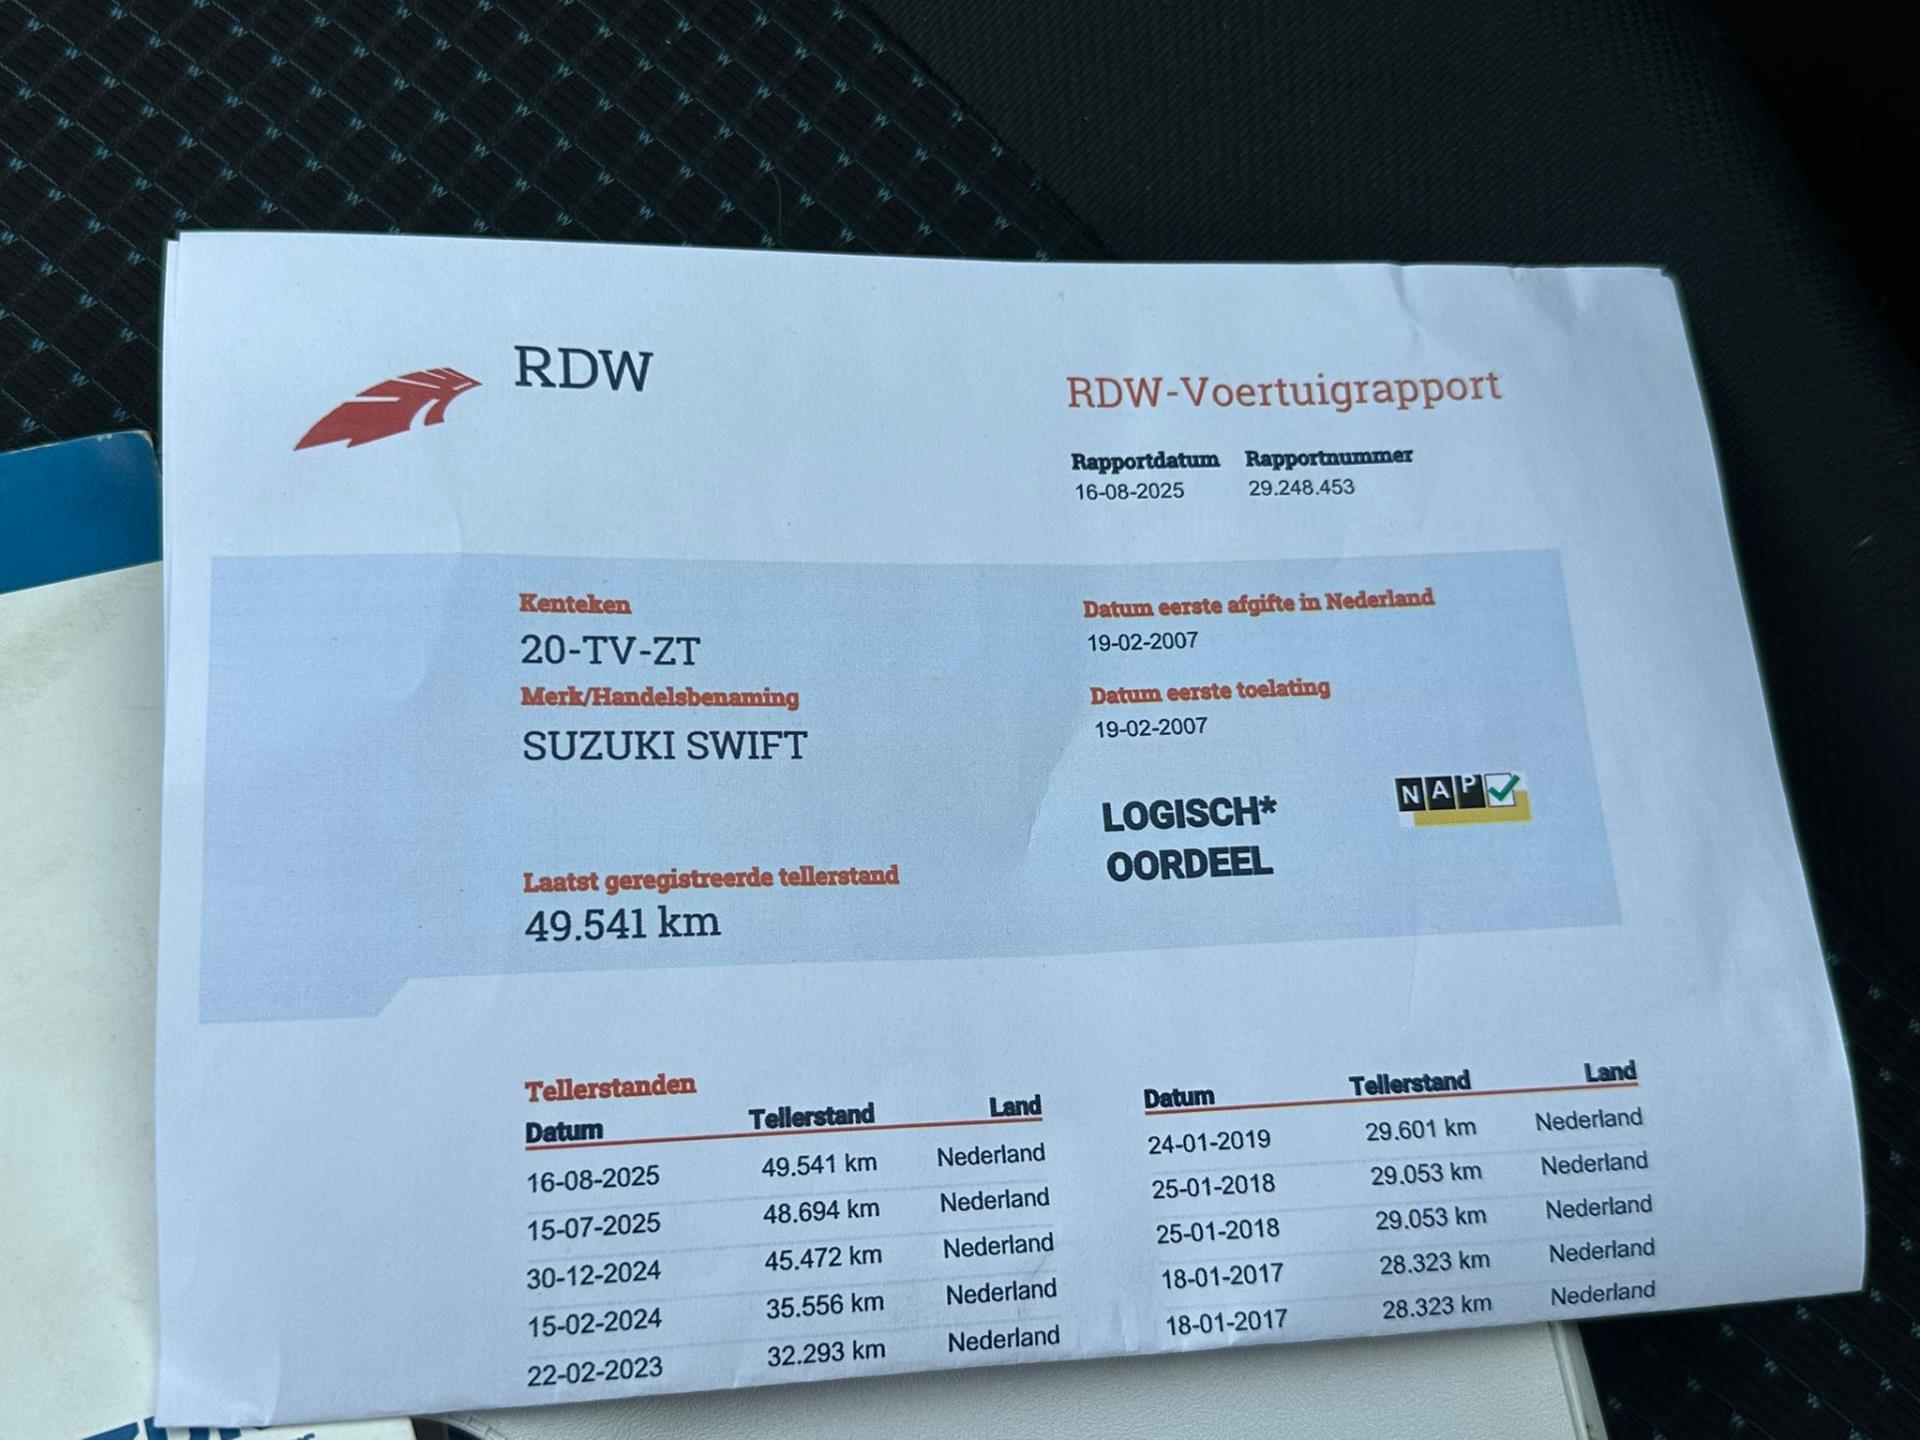 RDW
RDW-Voertuigrapport
Rapportdatum Rapportnummer
16-08-2025 29.248.453
Kenteken
20-TV-ZT
Merk/Handelsbenaming
SUZUKI SWIFT
Laatst geregistreerde tellerstand
49.541 km
Datum eerste afgifte in Nederland
19-02-2007
Datum eerste toelating
19-02-2007
LOGISCH*
OORDEEL
NAP
Tellerstanden
Datum Tellerstand Land
16-08-2025 49.541 km Nederland
15-07-2025 48.694 km Nederland
30-12-2024 45.472 km Nederland
15-02-2024 35.556 km Nederland
22-02-2023 32.293 km Nederland
Datum Tellerstand Land
24-01-2019 29.601 km Nederland
25-01-2018 29.053 km Nederland
25-01-2018 29.053 km Nederland
18-01-2017 28.323 km Nederland
18-01-2017 28.323 km Nederland